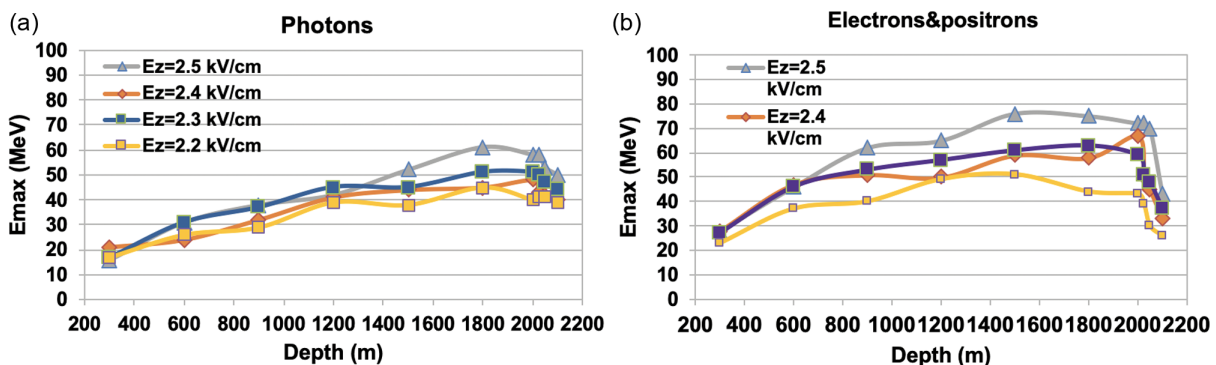 (a)
Photons
100
90
80
70
60
50
40
30
20
10
0
Emax (MeV)
Ez=2.5 kV/cm
Ez=2.4 kV/cm
Ez=2.3 kV/cm
Ez=2.2 kV/cm
200 400 600 800 1000 1200 1400 1600 1800 2000 2200
Depth (m)
(b)
Electrons&positrons
100
90
80
70
60
50
40
30
20
10
0
Emax (MeV)
Ez=2.5
kV/cm
Ez=2.4
kV/cm
200 400 600 800 1000 1200 1400 1600 1800 2000 2200
Depth (m)